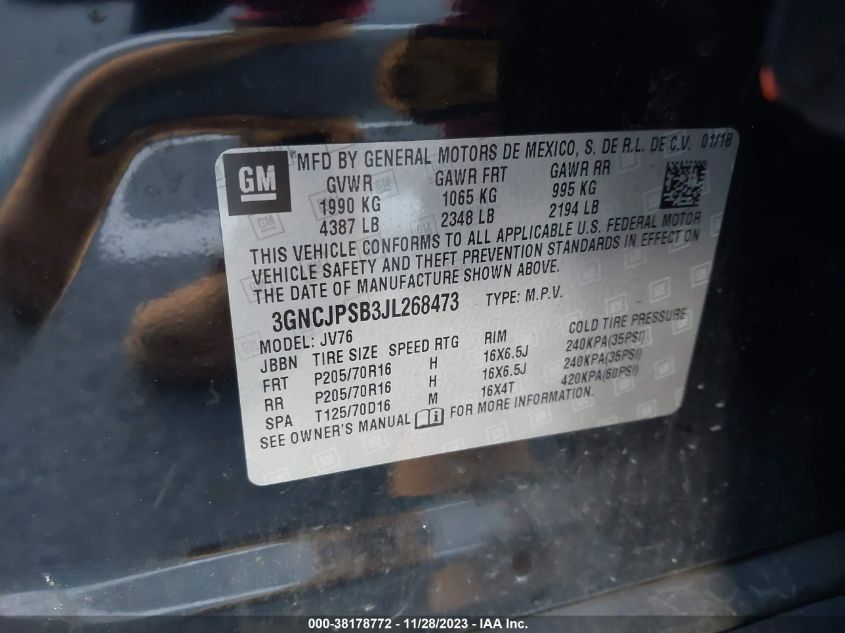 GM
MFD BY GENERAL MOTORS DE MEXICO, S. DE R.L. DE C.V. 01/18
GVWR GAWR FRT GAWR RR
1990 KG 1065 KG 995 KG
4387 LB 2348 LB 2194 LB
THIS VEHICLE CONFORMS TO ALL APPLICABLE U.S. FEDERAL MOTOR
VEHICLE SAFETY AND THEFT PREVENTION STANDARDS IN EFFECT ON
THE DATE OF MANUFACTURE SHOWN ABOVE.
3GNCJPSB3JL268473 TYPE: M.P.V.
MODEL: JV76
JBBN TIRE SIZE SPEED RTG RIM COLD TIRE PRESSURE
FRT P205/70R16 H 16X6.5J 240KPA(35PSI)
RR P205/70R16 H 16X6.5J 240KPA(35PSI)
SPA T125/70D16 M 16X4T 420KPA(60PSI)
SEE OWNER'S MANUAL FOR MORE INFORMATION.
000-38178772 - 11/28/2023 - IAA Inc.